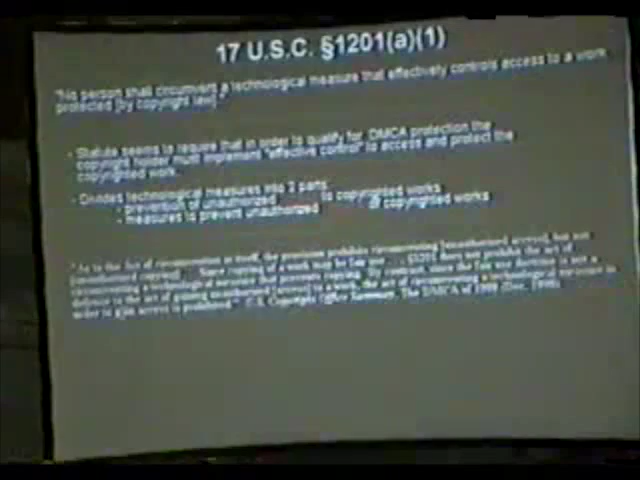 17 U.S.C. §1201(a)(1)
"No person shall circumvent a technological measure that effectively controls access to a work
protected [by copyright law]."
- Statute seems to require that in order to qualify for DMCA protection the
copyright holder must implement "effective control" to access and protect the
copyrighted work.
- Divides technological measures into 2 parts:
- prevention of unauthorized to copyrighted works
- measures to prevent unauthorized of copyrighted works
" As to the act of circumvention in itself, the provision prohibits circumventing [unauthorized access], but not
[unauthorized copying]. Since copying of a work may be fair use §1201 does not prohibit the act of
circumventing a technological measure that prevents copying. By contrast, since the fair use doctrine is not a
defense to the act of gaining unauthorized [access] to a work, the act of circumventing a technological measure in
order to gain access is prohibited." U.S. Copyright Office Summary, The DMCA of 1998 (Dec. 1998)